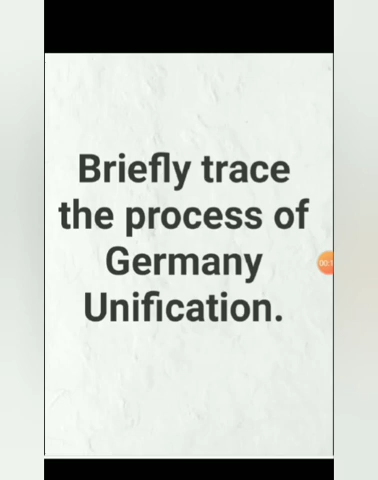 Briefly trace
the process of
Germany
Unification.